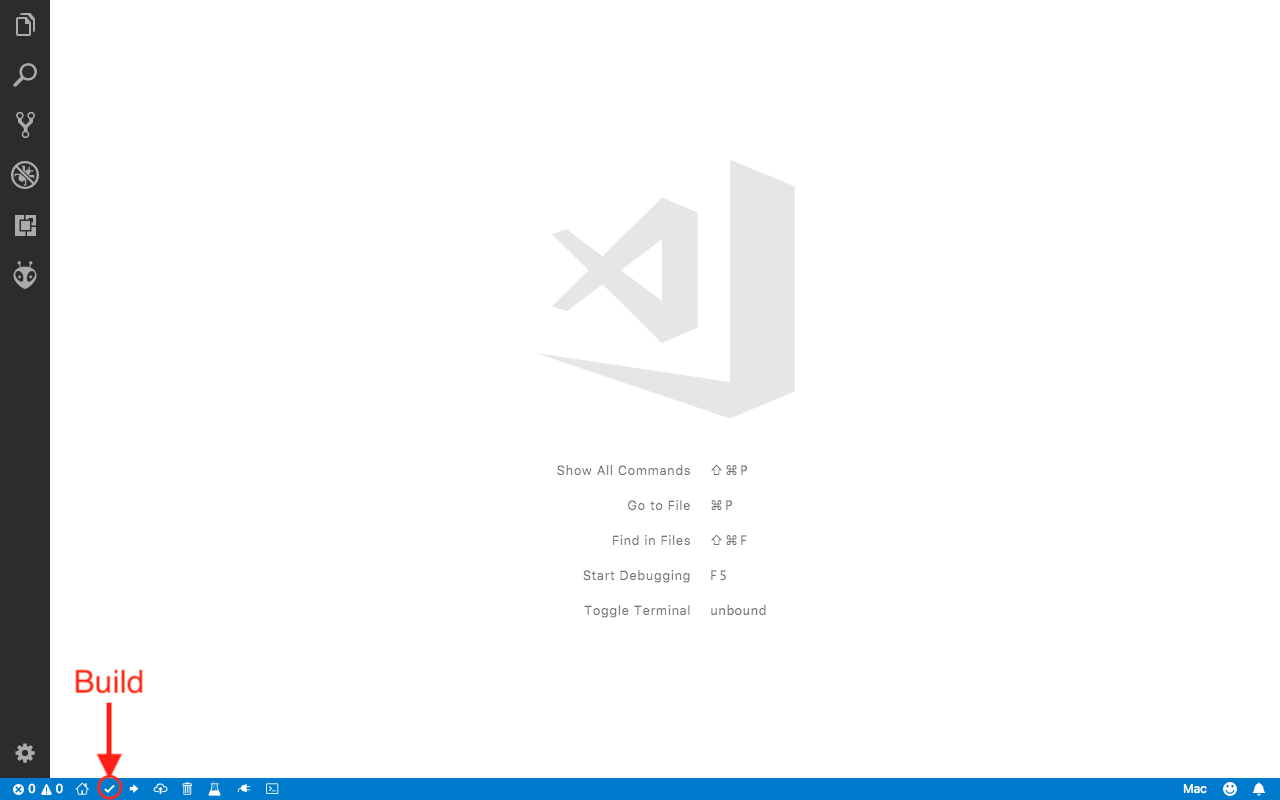 Show All Commands ⇧⌘P
Go to File ⌘P
Find in Files ⇧⌘F
Start Debugging F5
Toggle Terminal unbound
Build
0 0 Mac